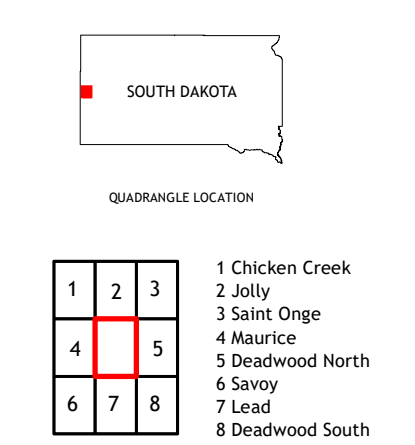 SOUTH DAKOTA
QUADRANGLE LOCATION
1 2 3
4 5
6 7 8
1 Chicken Creek
2 Jolly
3 Saint Onge
4 Maurice
5 Deadwood North
6 Savoy
7 Lead
8 Deadwood South